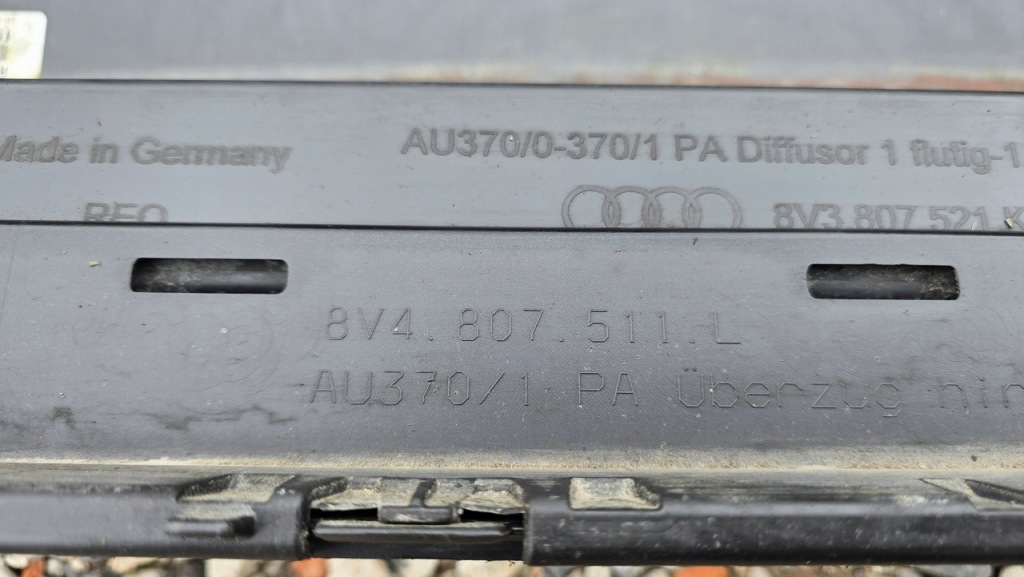 Made in Germany
AU370/0-370/1 PA Diffusor 1 flutig-1
8V3.807.521.K
8V4.807.511.L
AU370/1 PA Überzug hin